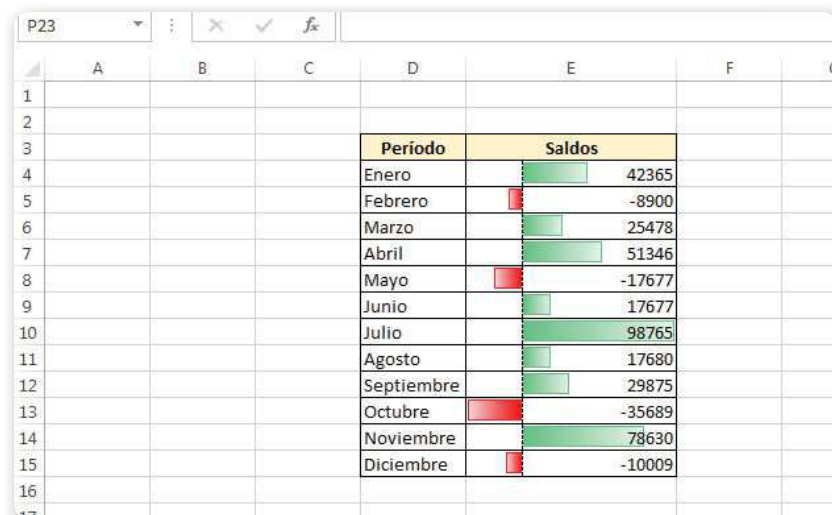 P23 fx
A B C D E F
1
2
3 Período Saldos
4 Enero 42365
5 Febrero -8900
6 Marzo 25478
7 Abril 51346
8 Mayo -17677
9 Junio 17677
10 Julio 98765
11 Agosto 17680
12 Septiembre 29875
13 Octubre -35689
14 Noviembre 78630
15 Diciembre -10009
16